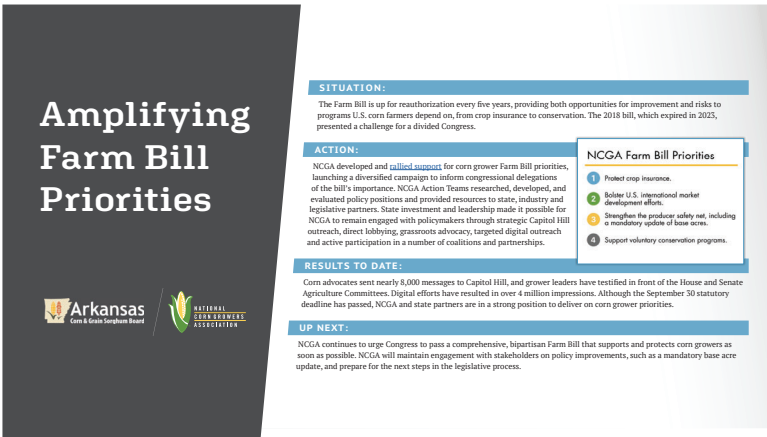 Amplifying
Farm Bill
Priorities
Arkansas
Corn & Grain Sorghum Board
NATIONAL
CORN GROWERS
ASSOCIATION
SITUATION:
The Farm Bill is up for reauthorization every five years, providing both opportunities for improvement and risks to
programs U.S. corn farmers depend on, from crop insurance to conservation. The 2018 bill, which expired in 2023,
presented a challenge for a divided Congress.
ACTION:
NCGA developed and rallied support for corn grower Farm Bill priorities,
launching a diversified campaign to inform congressional delegations
of the bill's importance. NCGA Action Teams researched, developed, and
evaluated policy positions and provided resources to state, industry and
legislative partners. State investment and leadership made it possible for
NCGA to remain engaged with policymakers through strategic Capitol Hill
outreach, direct lobbying, grassroots advocacy, targeted digital outreach
and active participation in a number of coalitions and partnerships.
NCGA Farm Bill Priorities
1 Protect crop insurance.
2 Bolster U.S. international market
development efforts.
3 Strengthen the producer safety net, including
a mandatory update of base acres.
4 Support voluntary conservation programs.
RESULTS TO DATE:
Corn advocates sent nearly 8,000 messages to Capitol Hill, and grower leaders have testified in front of the House and Senate
Agriculture Committees. Digital efforts have resulted in over 4 million impressions. Although the September 30 statutory
deadline has passed, NCGA and state partners are in a strong position to deliver on corn grower priorities.
UP NEXT:
NCGA continues to urge Congress to pass a comprehensive, bipartisan Farm Bill that supports and protects corn growers as
soon as possible. NCGA will maintain engagement with stakeholders on policy improvements, such as a mandatory base acre
update, and prepare for the next steps in the legislative process.